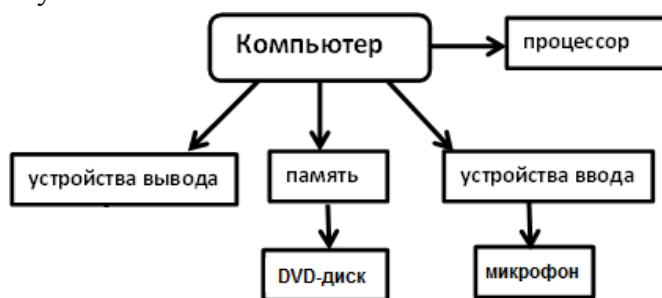 Компьютер
процессор
устройства вывода
память
устройства ввода
DVD-диск
микрофон